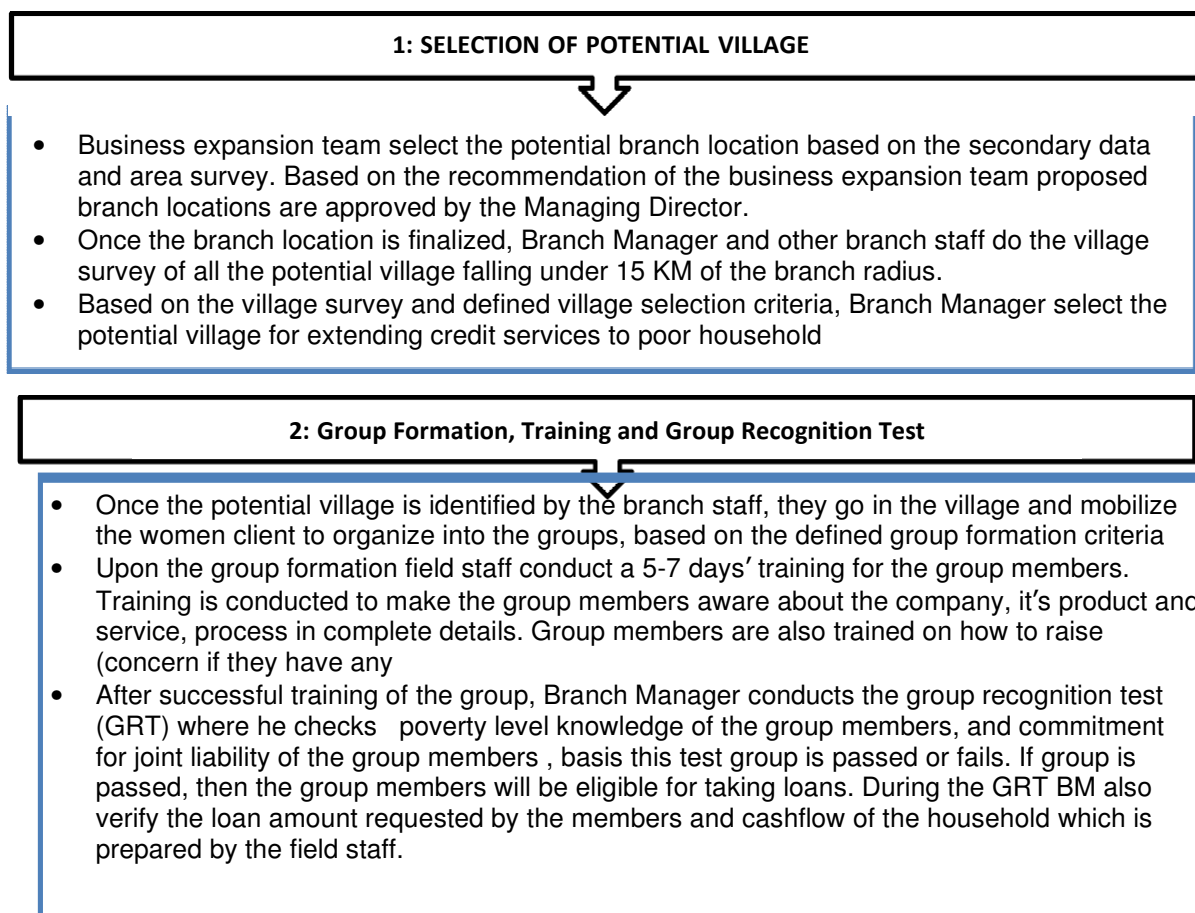 1: SELECTION OF POTENTIAL VILLAGE
• Business expansion team select the potential branch location based on the secondary data
and area survey. Based on the recommendation of the business expansion team proposed
branch locations are approved by the Managing Director.
• Once the branch location is finalized, Branch Manager and other branch staff do the village
survey of all the potential village falling under 15 KM of the branch radius.
• Based on the village survey and defined village selection criteria, Branch Manager select the
potential village for extending credit services to poor household
2: Group Formation, Training and Group Recognition Test
• Once the potential village is identified by the branch staff, they go in the village and mobilize
the women client to organize into the groups, based on the defined group formation criteria
• Upon the group formation field staff conduct a 5-7 days′ training for the group members.
Training is conducted to make the group members aware about the company, it′s product and
service, process in complete details. Group members are also trained on how to raise
(concern if they have any
• After successful training of the group, Branch Manager conducts the group recognition test
(GRT) where he checks poverty level knowledge of the group members, and commitment
for joint liability of the group members , basis this test group is passed or fails. If group is
passed, then the group members will be eligible for taking loans. During the GRT BM also
verify the loan amount requested by the members and cashflow of the household which is
prepared by the field staff.